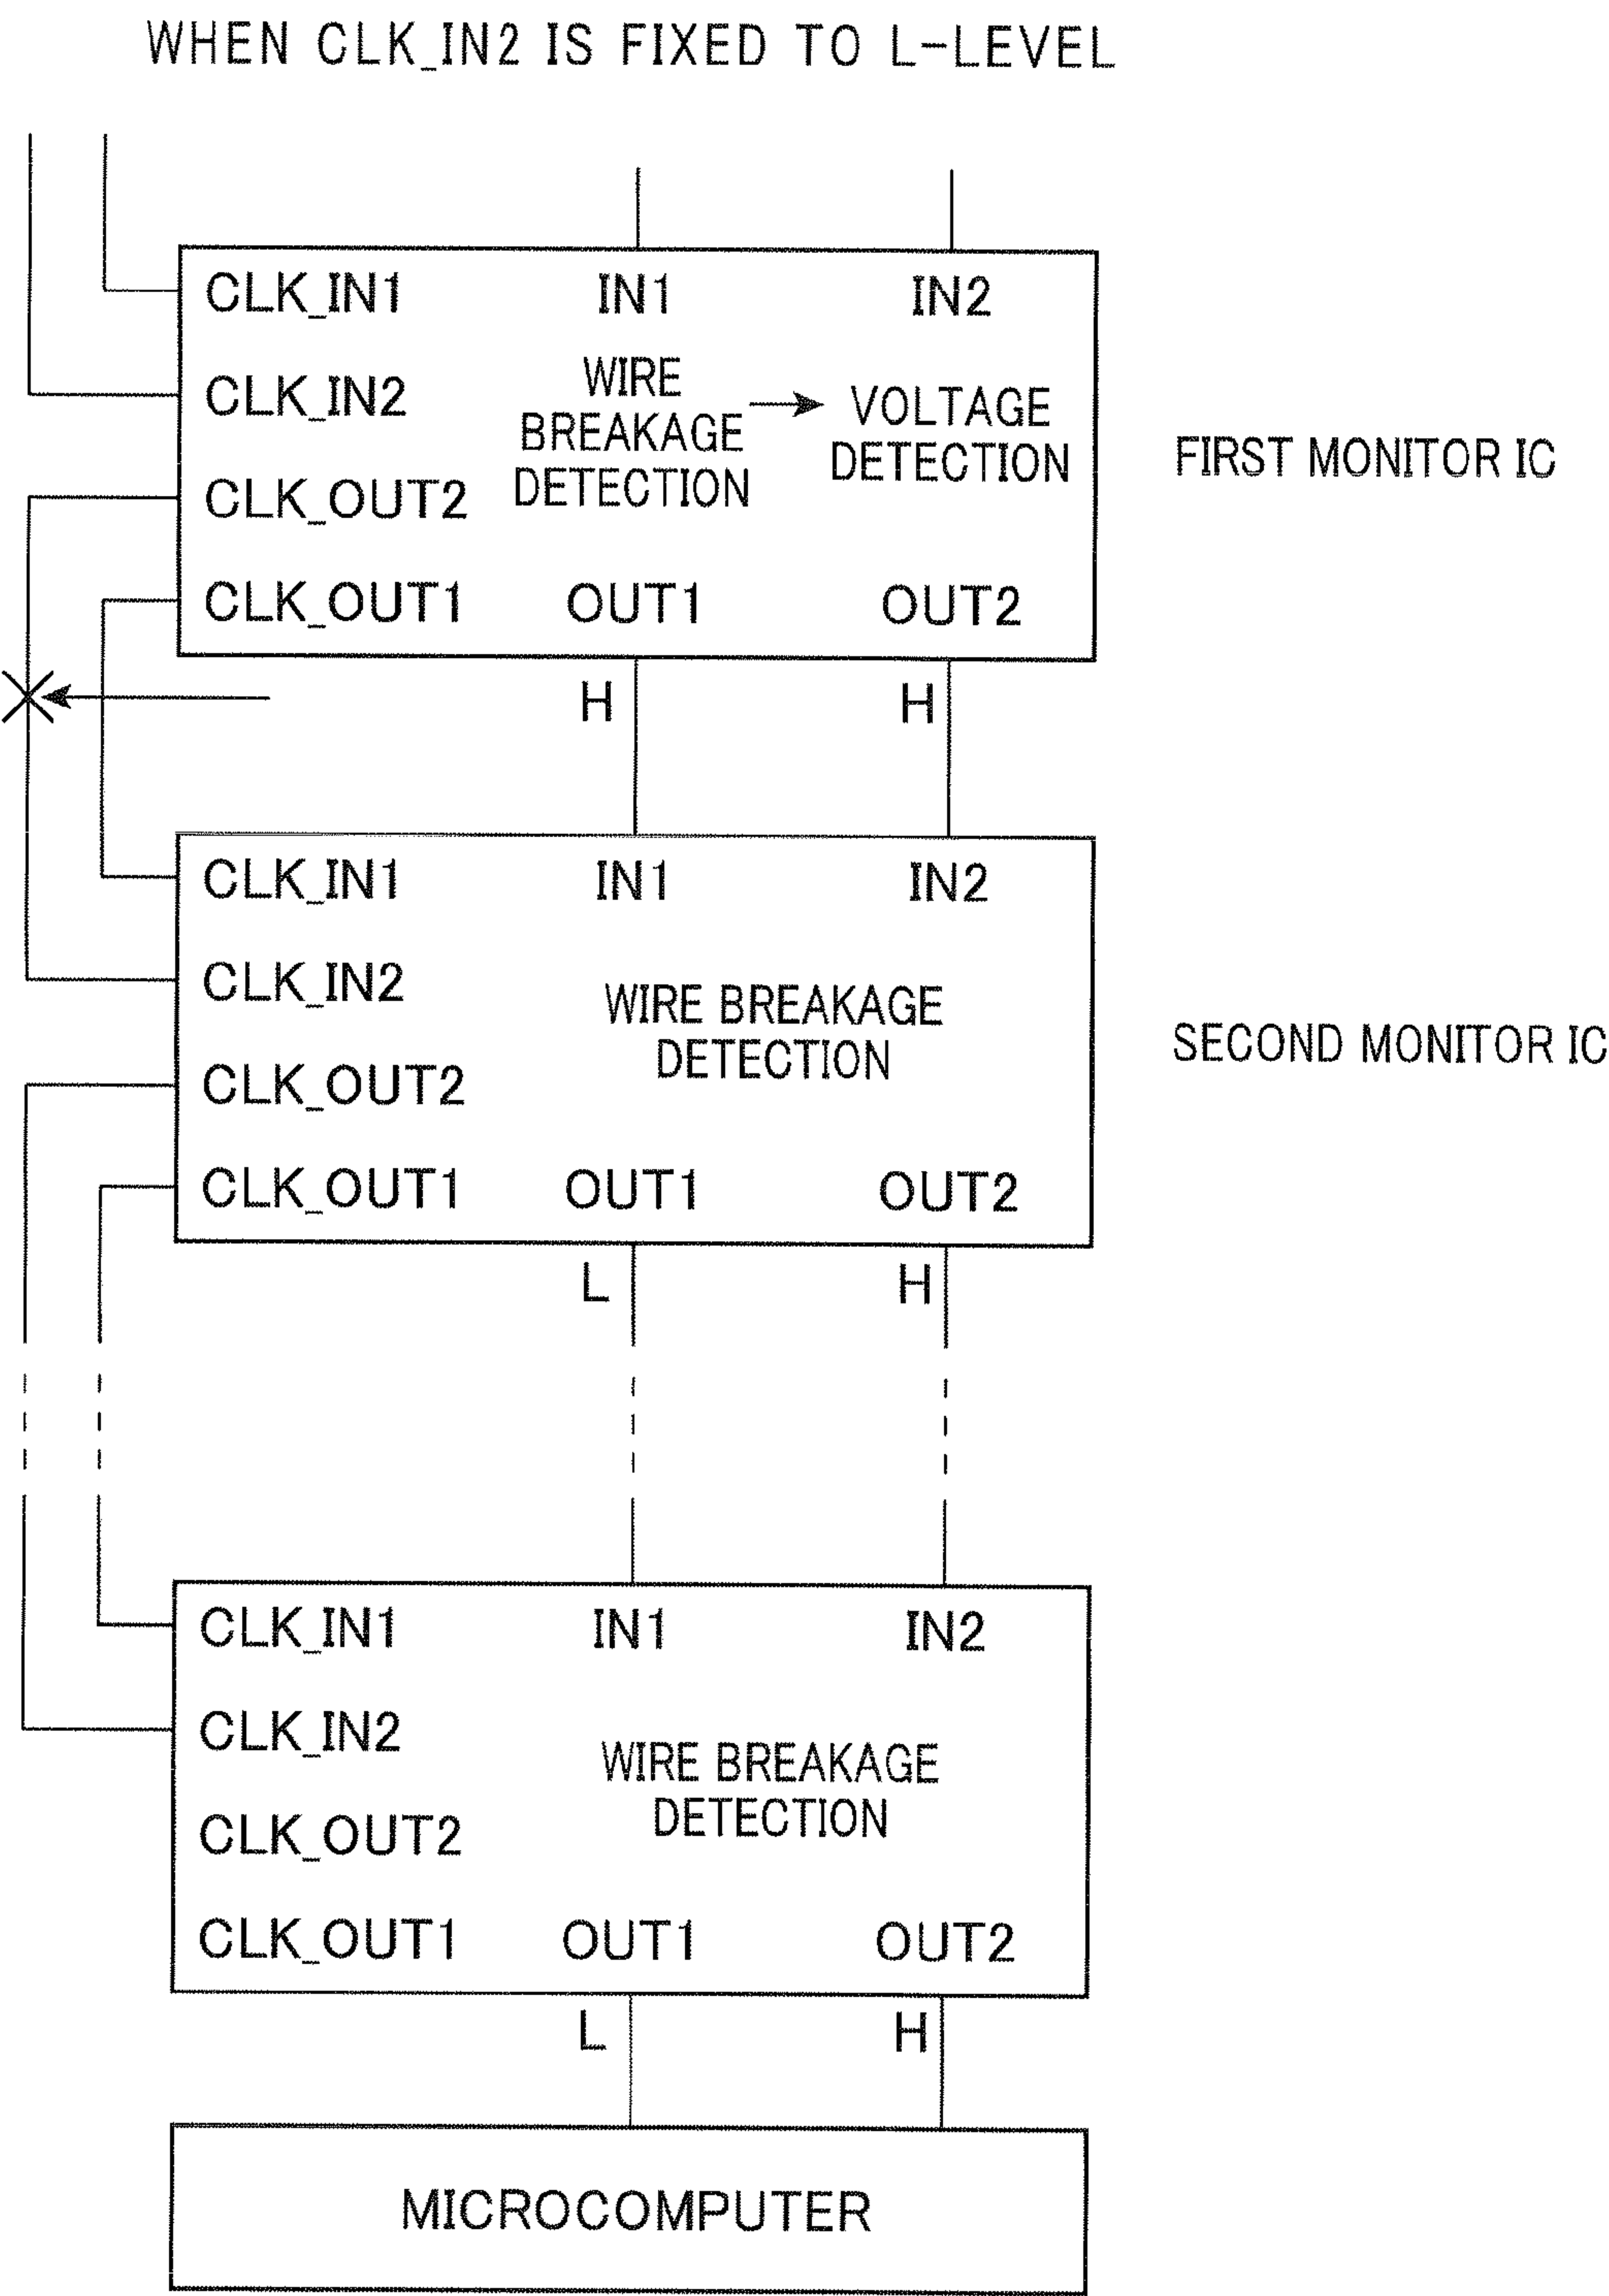 WHEN CLK_IN2 IS FIXED TO L-LEVEL
CLK_IN1 IN1 IN2
CLK_IN2
WIRE
BREAKAGE
DETECTION
VOLTAGE
DETECTION
FIRST MONITOR IC
CLK_OUT2
CLK_OUT1 OUT1 OUT2
H H
CLK_IN1 IN1 IN2
CLK_IN2
WIRE BREAKAGE
DETECTION
SECOND MONITOR IC
CLK_OUT2
CLK_OUT1 OUT1 OUT2
L H
CLK_IN1 IN1 IN2
CLK_IN2
WIRE BREAKAGE
DETECTION
CLK_OUT2
CLK_OUT1 OUT1 OUT2
L H
MICROCOMPUTER